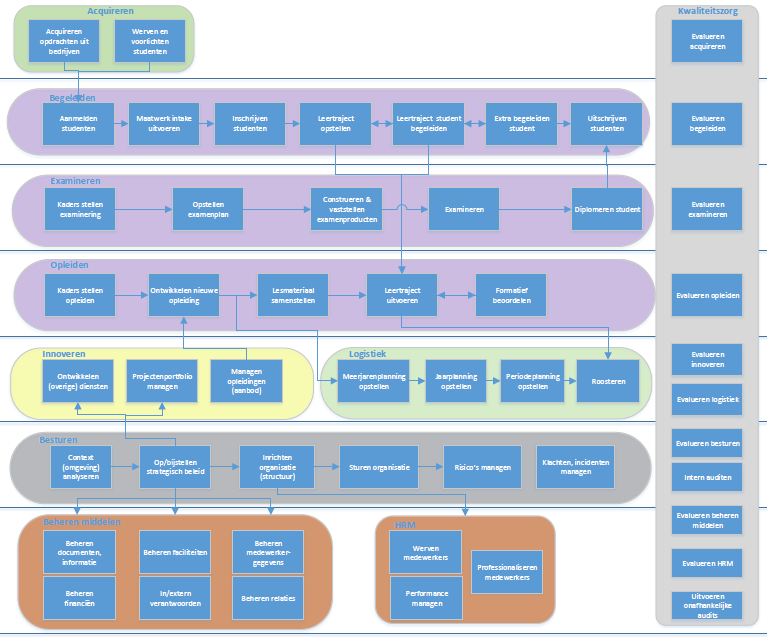 Acquireren
Acquireren
opdrachten uit
bedrijven
Werven en
voorlichten
studenten
Begeleiden
Aanmelden
studenten
Maatwerk intake
uitvoeren
Inschrijven
studenten
Leertraject
opstellen
Leertraject student
begeleiden
Extra begeleiden
student
Uitschrijven
studenten
Examineren
Kaders stellen
examinering
Opstellen
examenplan
Construeren &
vaststellen
examenproducten
Examineren
Diplomeren student
Opleiden
Kaders stellen
opleiden
Ontwikkelen nieuwe
opleiding
Lesmateriaal
samenstellen
Leertraject
uitvoeren
Formatief
beoordelen
Innoveren
Ontwikkelen
(overige) diensten
Projectenportfolio
managen
Managen
opleidingen
(aanbod)
Logistiek
Meerjarenplanning
opstellen
Jaarplanning
opstellen
Periodeplanning
opstellen
Roosteren
Besturen
Context
(omgeving)
analyseren
Op/bijstellen
strategisch beleid
Inrichten
organisatie
(structuur)
Sturen organisatie
Risico's managen
Klachten, incidenten
managen
Beheren middelen
Beheren
documenten,
informatie
Beheren faciliteiten
Beheren
medewerker-
gegevens
Beheren
financiën
In/extern
verantwoorden
Beheren relaties
HRM
Werven
medewerkers
Performance
managen
Professionaliseren
medewerkers
Kwaliteitszorg
Evalueren
acquireren
Evalueren
begeleiden
Evalueren
examineren
Evalueren opleiden
Evalueren
innoveren
Evalueren logistiek
Evalueren besturen
Intern auditen
Evalueren beheren
middelen
Evalueren HRM
Uitvoeren
onafhankelijke
audits